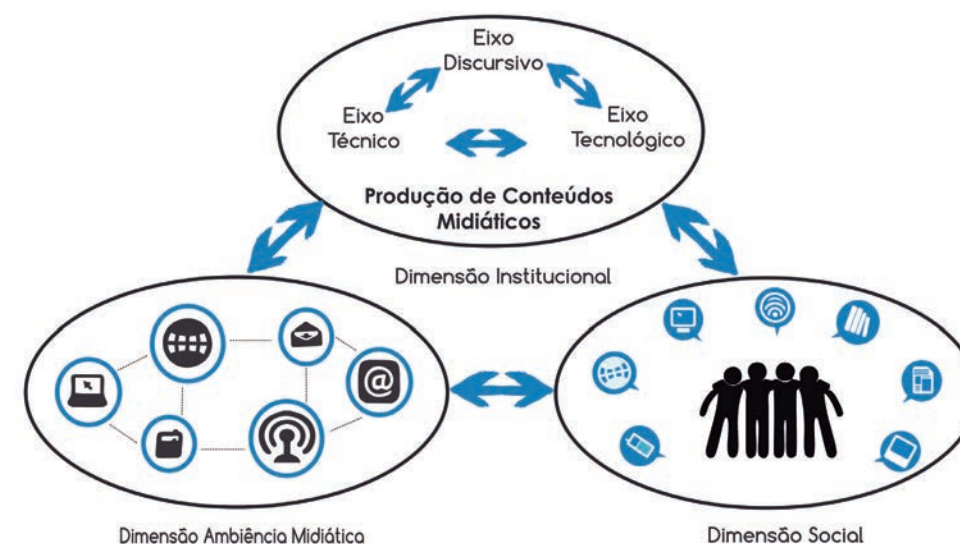 Eixo
Discursivo
Eixo
Técnico
Eixo
Tecnológico
Produção de Conteúdos
Midiáticos
Dimensão Institucional
@
Dimensão Ambiência Midiática
Dimensão Social